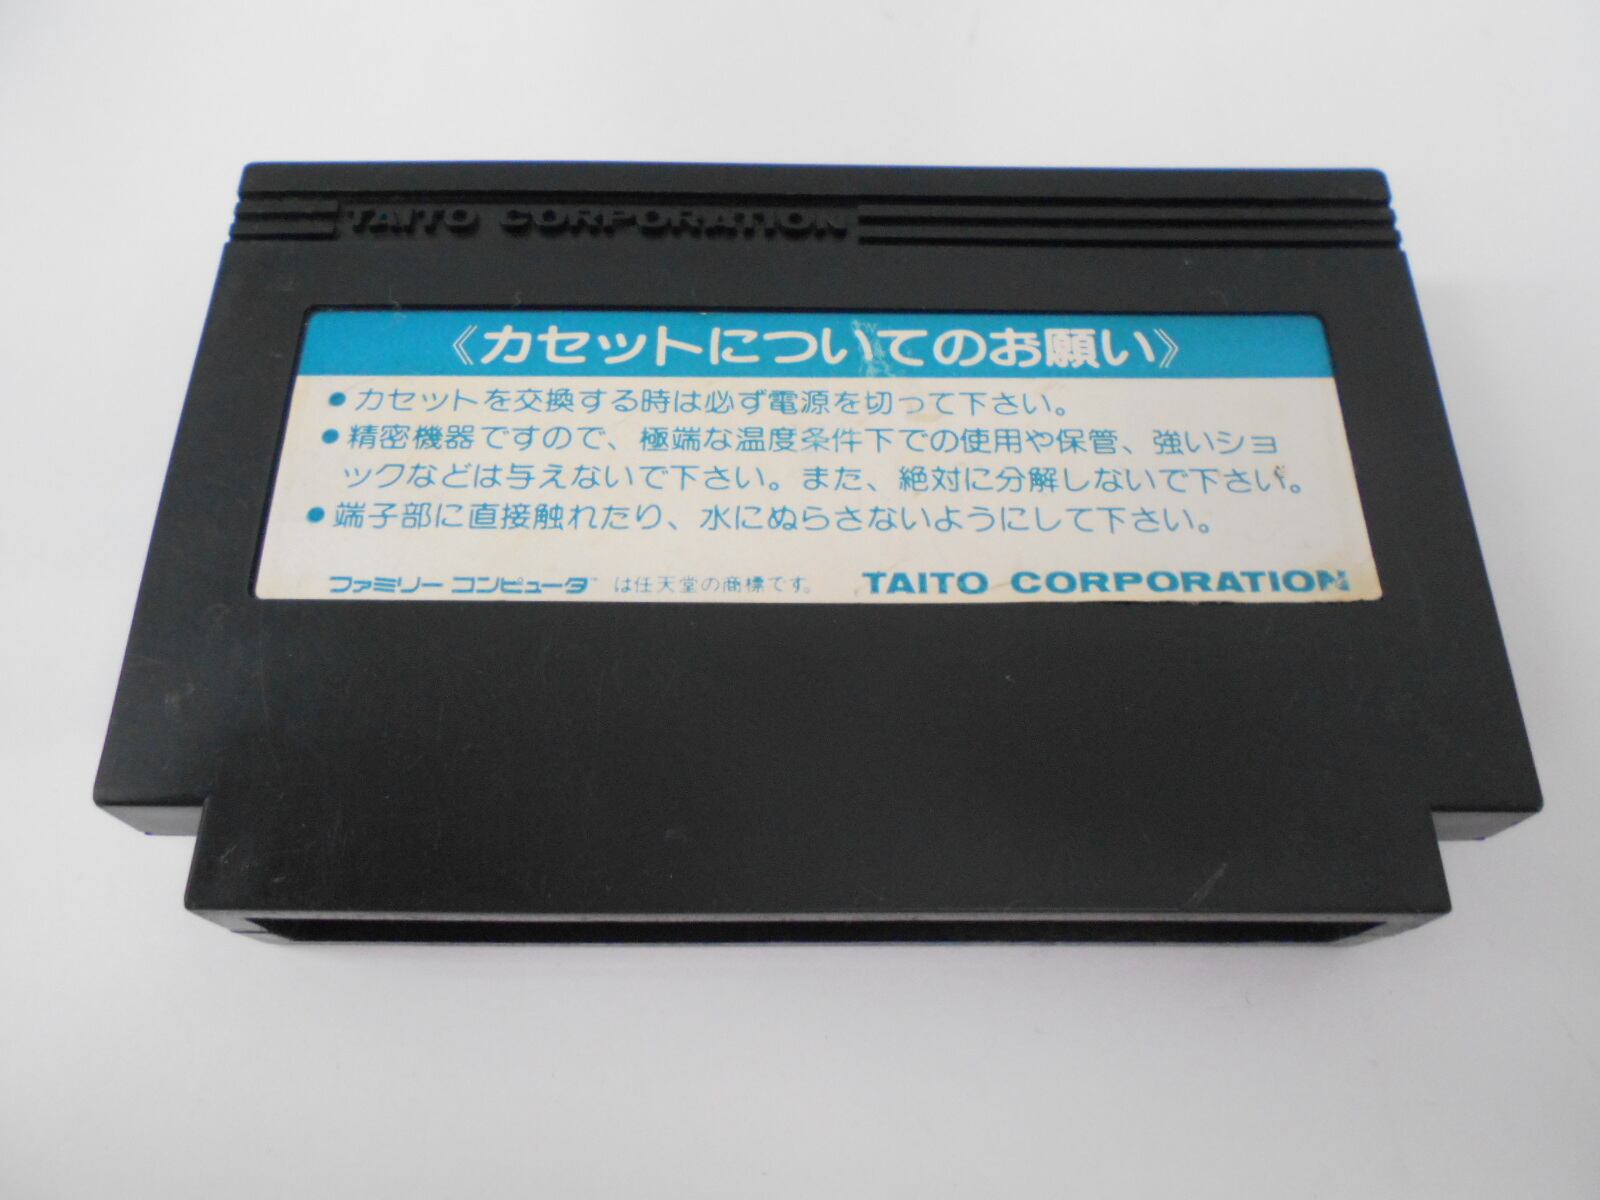 TAITO CORPORATION
《カセットについてのお願い》
●カセットを交換する時は必ず電源を切って下さい。
●精密機器ですので、極端な温度条件下での使用や保管、強いショ
ックなどは与えないで下さい。また、絶対に分解しないで下さい。
●端子部に直接触れたり、水にぬらさないようにして下さい。
ファミリーコンピュータ™は任天堂の商標です。 TAITO CORPORATION